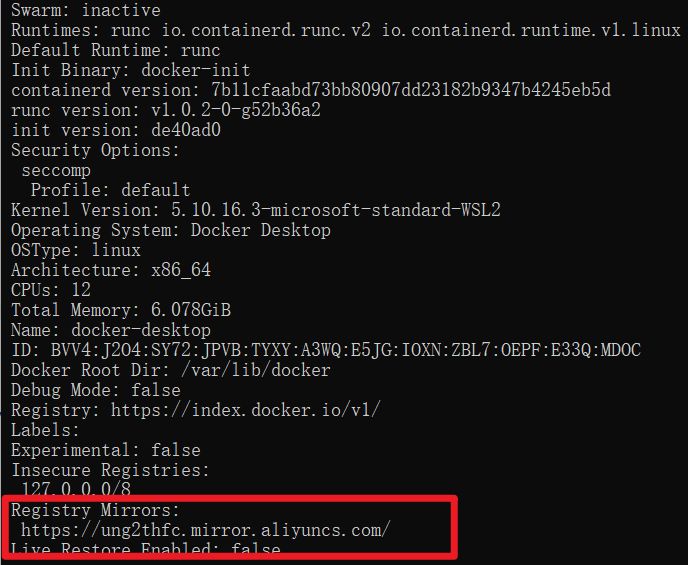 Swarm: inactive
Runtimes: runc io.containerd.runc.v2 io.containerd.runtime.v1.linux
Default Runtime: runc
Init Binary: docker-init
containerd version: 7b11cfaabd73bb80907dd23182b9347b4245eb5d
runc version: v1.0.2-0-g52b36a2
init version: de40ad0
Security Options:
seccomp
Profile: default
Kernel Version: 5.10.16.3-microsoft-standard-WSL2
Operating System: Docker Desktop
OSType: linux
Architecture: x86_64
CPUs: 12
Total Memory: 6.078GiB
Name: docker-desktop
ID: BVV4:J2O4:SY72:JPVB:TYXY:A3WQ:E5JG:IOXN:ZBL7:OEPF:E33Q:MDOC
Docker Root Dir: /var/lib/docker
Debug Mode: false
Registry: https://index.docker.io/v1/
Labels:
Experimental: false
Insecure Registries:
127.0.0.0/8
Registry Mirrors:
https://ung2thfc.mirror.aliyuncs.com/
Live Restore Enabled: false